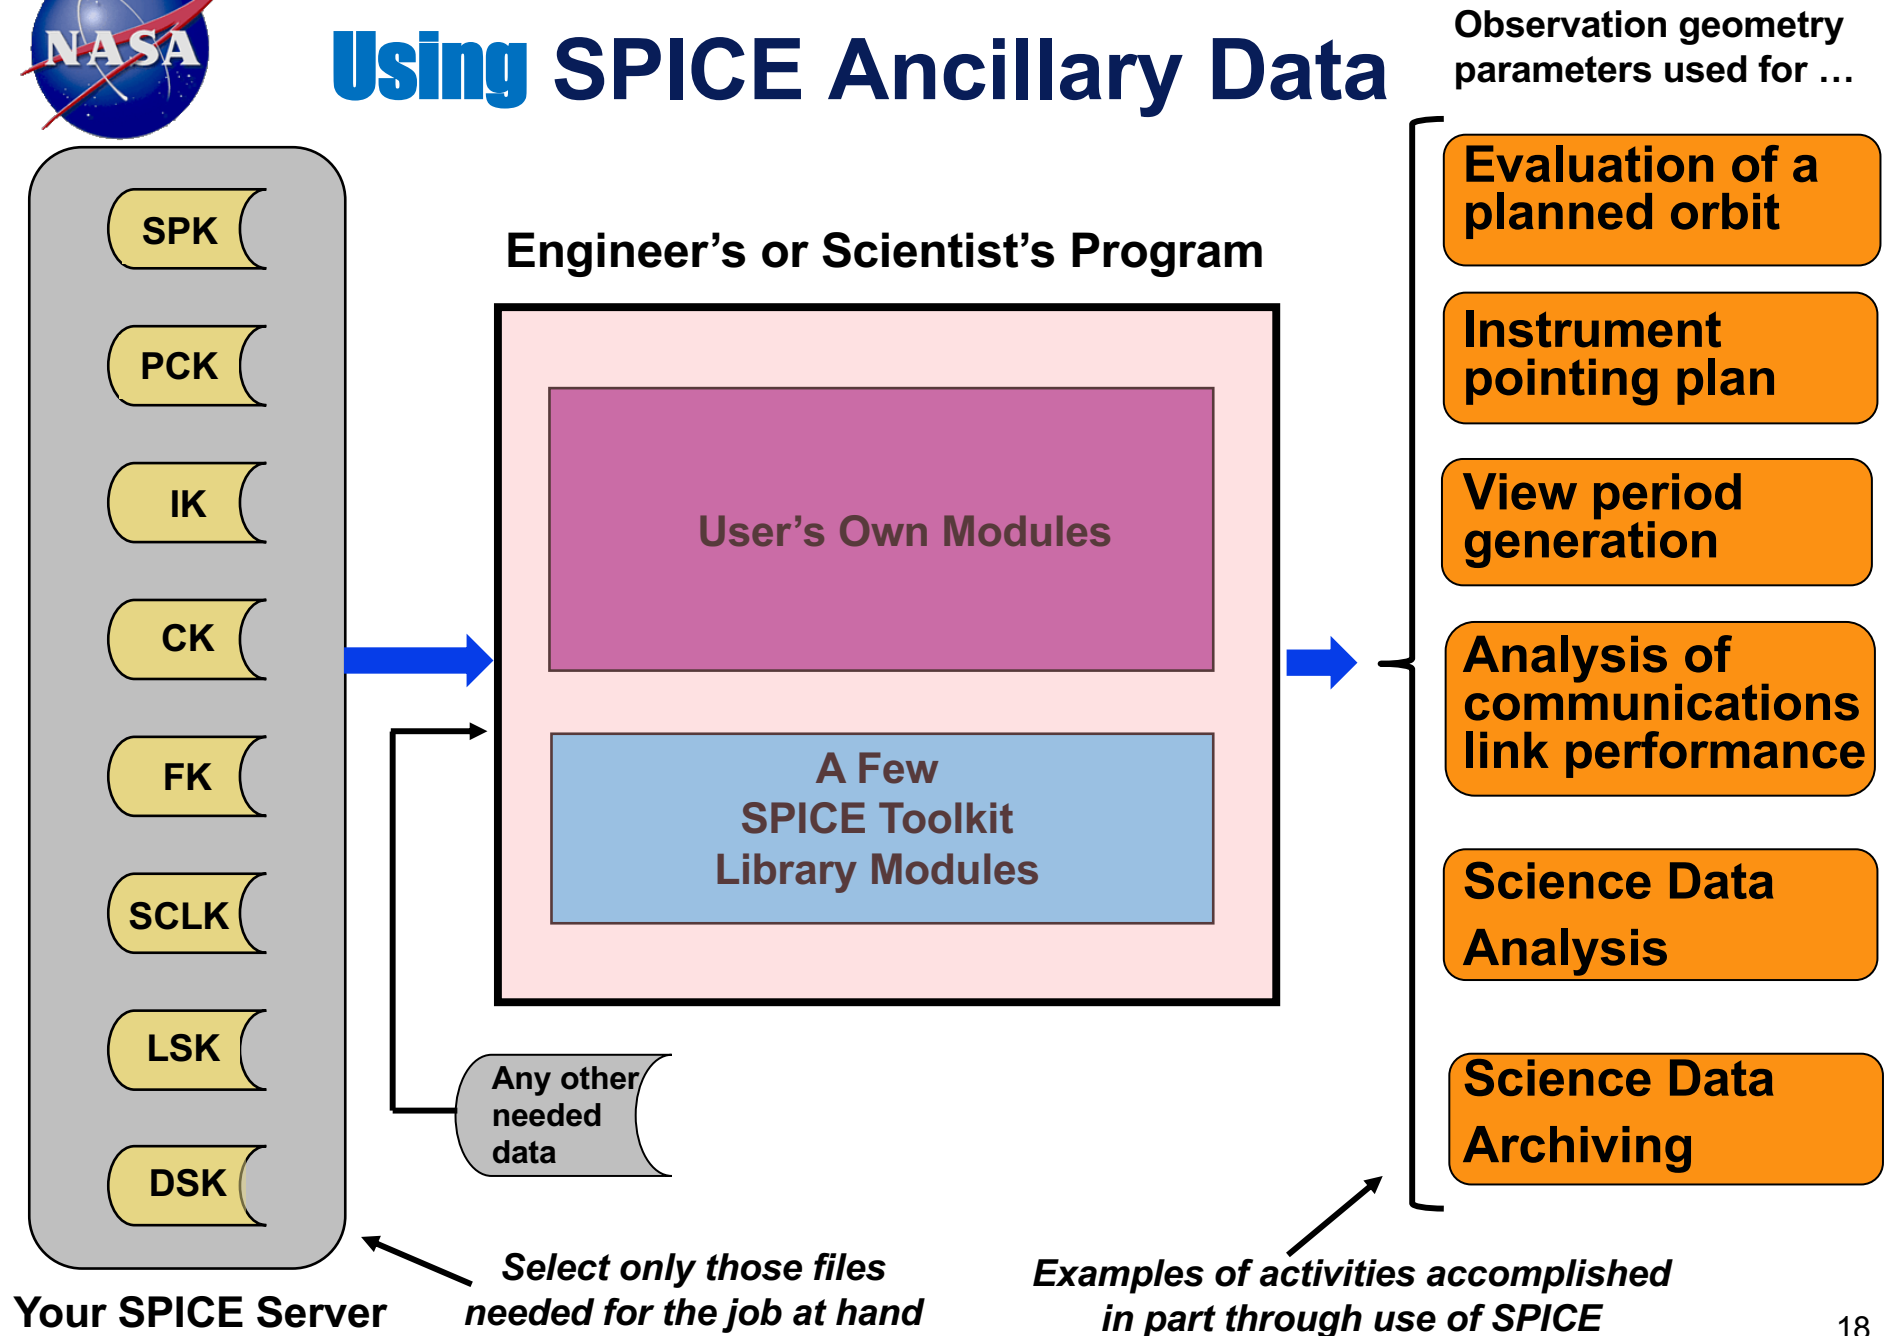 NASA
Using SPICE Ancillary Data
Observation geometry
parameters used for …
SPK
PCK
IK
CK
FK
SCLK
LSK
DSK
Your SPICE Server
Engineer’s or Scientist’s Program
User’s Own Modules
A Few
SPICE Toolkit
Library Modules
Any other
needed
data
Select only those files
needed for the job at hand
Evaluation of a
planned orbit
Instrument
pointing plan
View period
generation
Analysis of
communications
link performance
Science Data
Analysis
Science Data
Archiving
Examples of activities accomplished
in part through use of SPICE
18